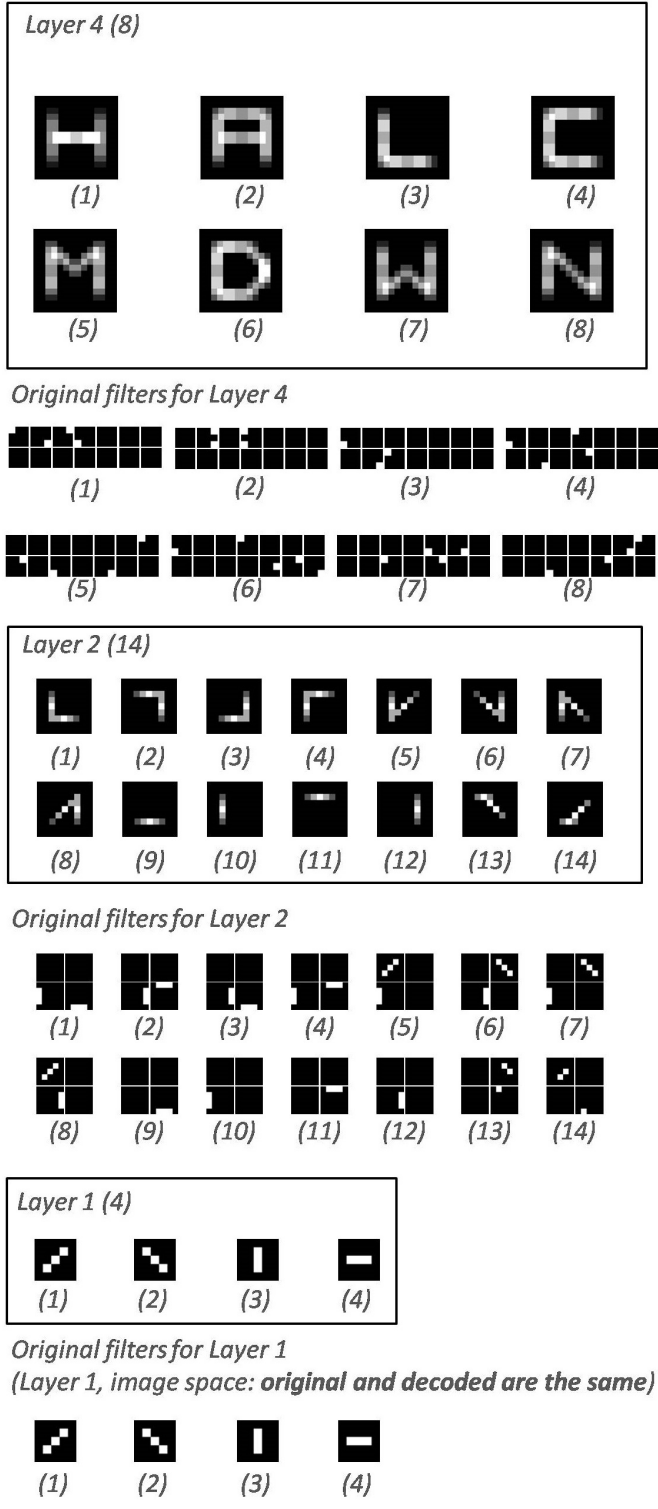 Layer 4 (8)
(1) (2) (3) (4)
(5) (6) (7) (8)
Original filters for Layer 4
(1) (2) (3) (4)
(5) (6) (7) (8)
Layer 2 (14)
(1) (2) (3) (4) (5) (6) (7)
(8) (9) (10) (11) (12) (13) (14)
Original filters for Layer 2
(1) (2) (3) (4) (5) (6) (7)
(8) (9) (10) (11) (12) (13) (14)
Layer 1 (4)
(1) (2) (3) (4)
Original filters for Layer 1
(Layer 1, image space: original and decoded are the same)
(1) (2) (3) (4)